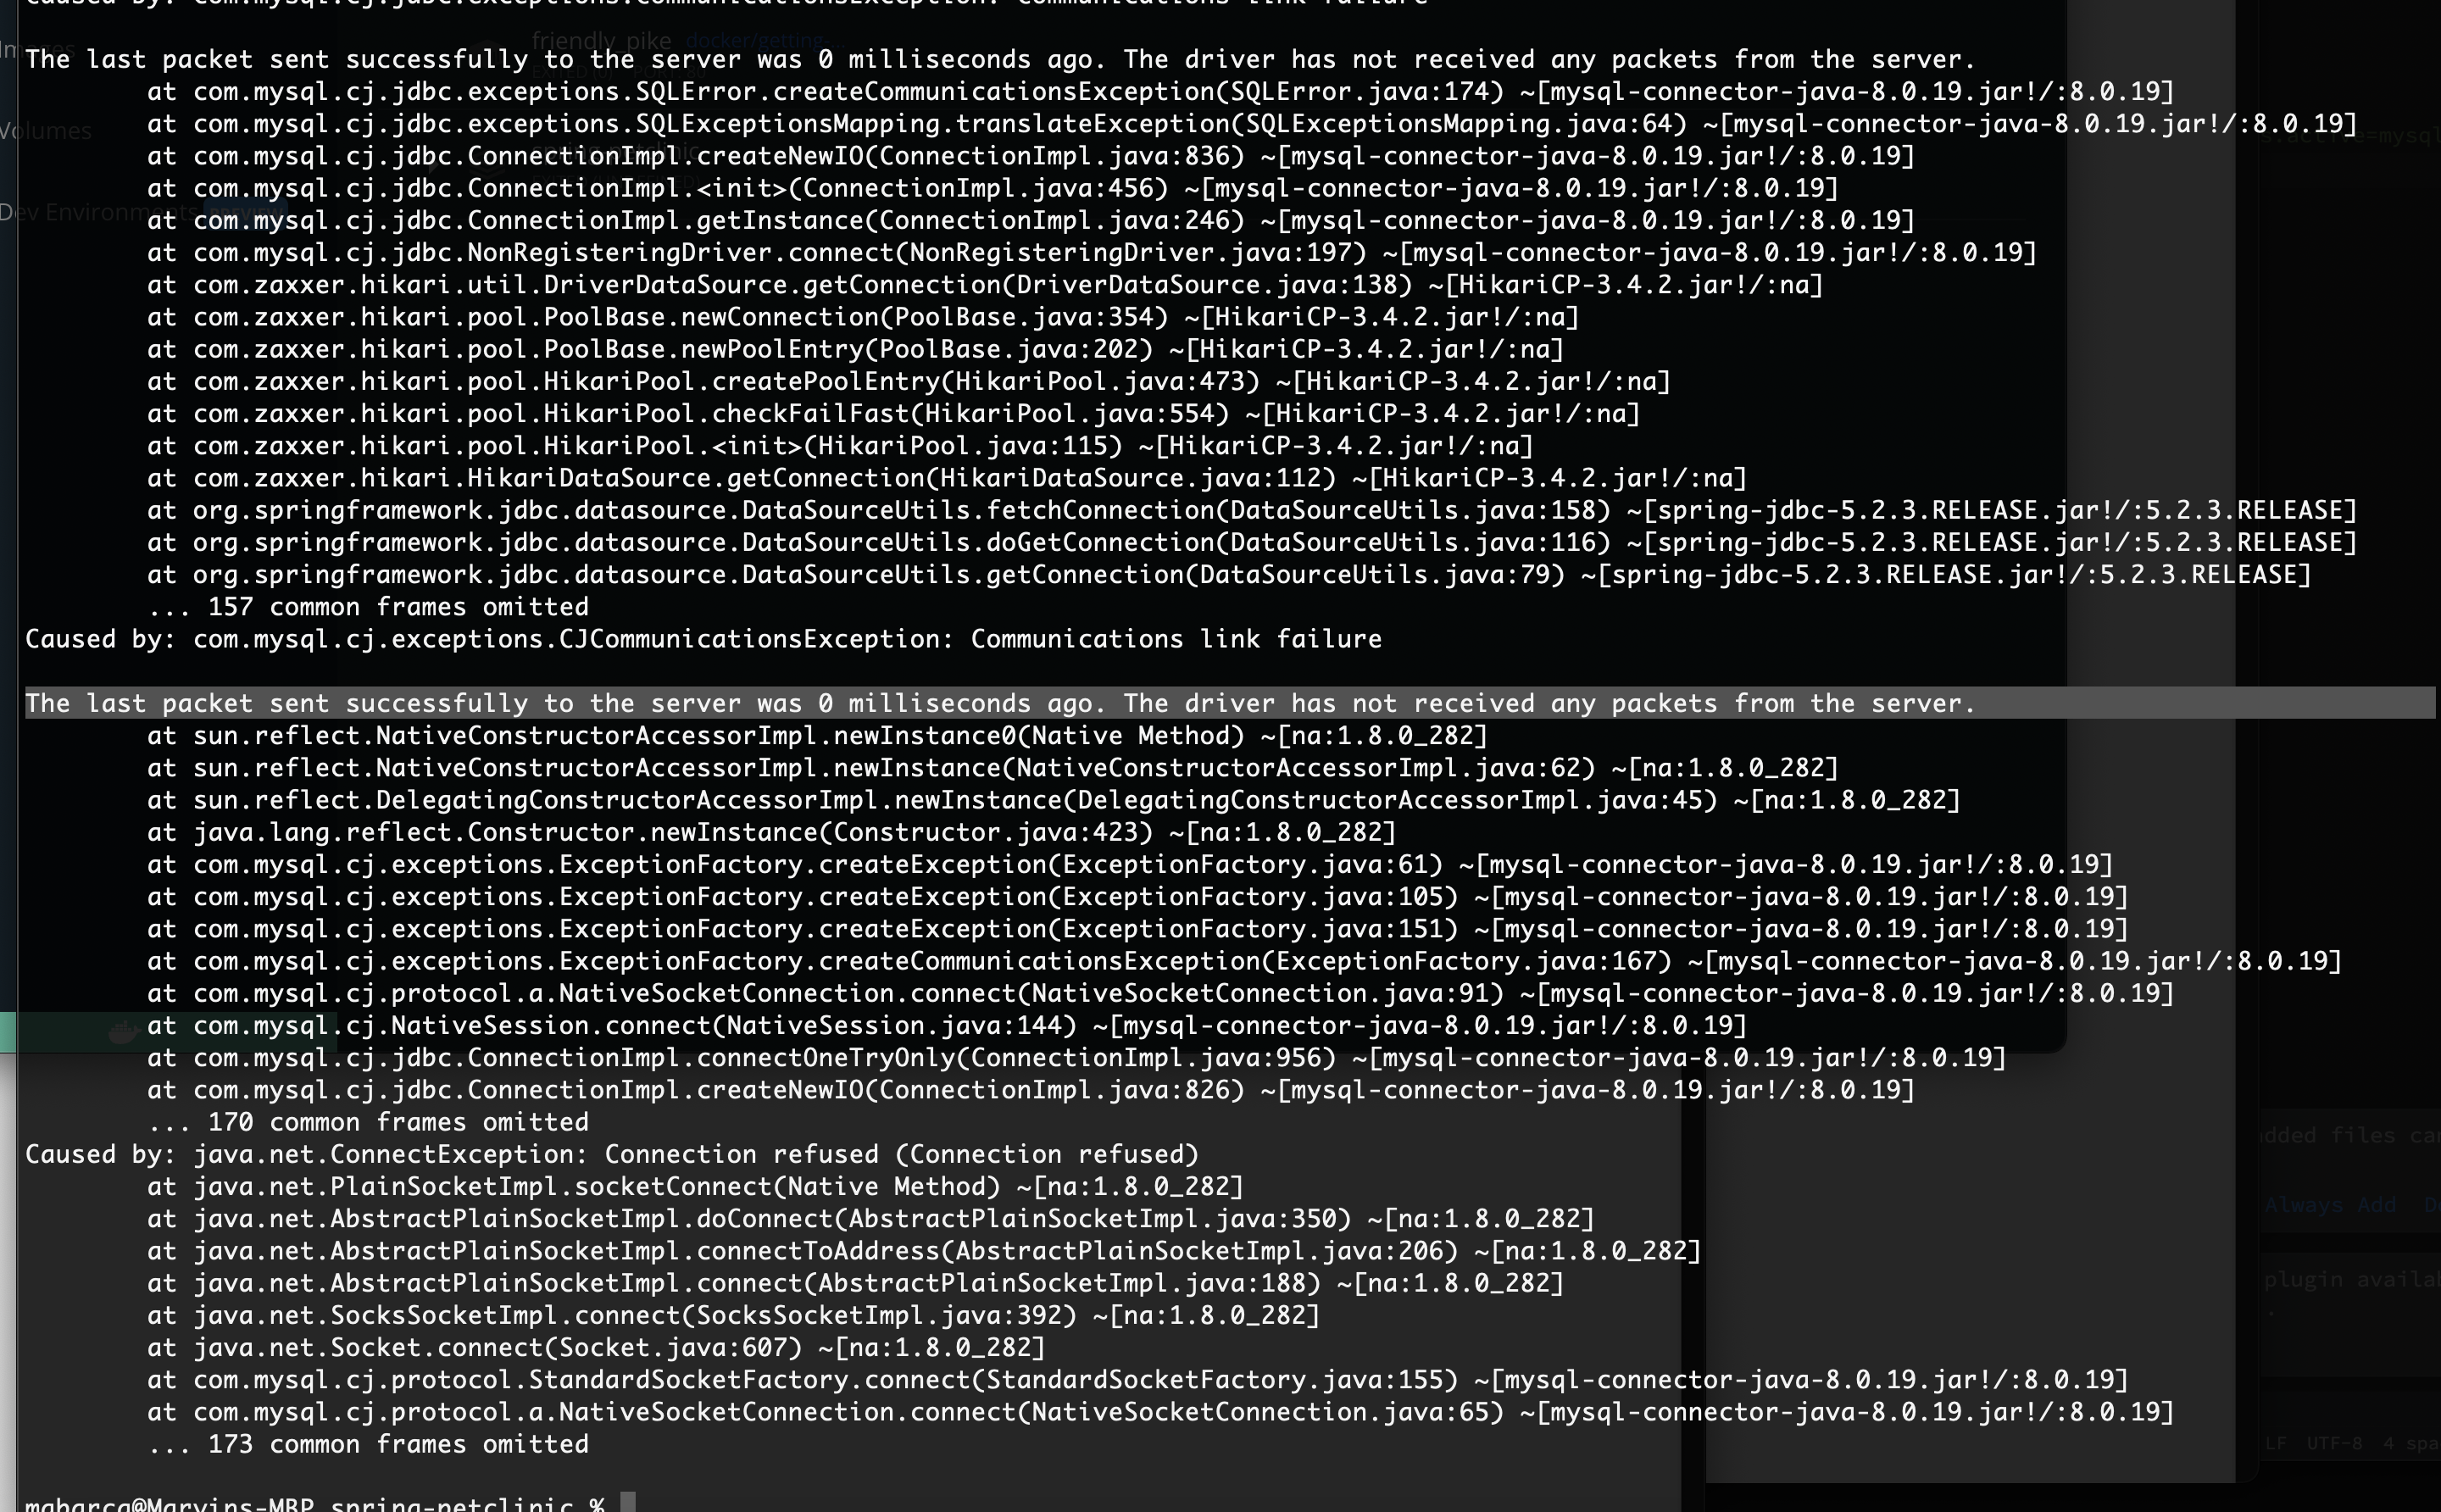 Caused by: com.mysql.cj.jdbc.exceptions.CommunicationsException: Communications link failure
Images
friendly_pike docker/getting-...
The last packet sent successfully to the server was 0 milliseconds ago. The driver has not received any packets from the server.
at com.mysql.cj.jdbc.exceptions.SQLError.createCommunicationsException(SQLError.java:174) ~[mysql-connector-java-8.0.19.jar!/:8.0.19]
Volumes
at com.mysql.cj.jdbc.exceptions.SQLExceptionsMapping.translateException(SQLExceptionsMapping.java:64) ~[mysql-connector-java-8.0.19.jar!/:8.0.19]
at com.mysql.cj.jdbc.ConnectionImpl.createNewIO(ConnectionImpl.java:836) ~[mysql-connector-java-8.0.19.jar!/:8.0.19]
at com.mysql.cj.jdbc.ConnectionImpl.<init>(ConnectionImpl.java:456) ~[mysql-connector-java-8.0.19.jar!/:8.0.19]
Dev Environments PREVIEW
at com.mysql.cj.jdbc.ConnectionImpl.getInstance(ConnectionImpl.java:246) ~[mysql-connector-java-8.0.19.jar!/:8.0.19]
at com.mysql.cj.jdbc.NonRegisteringDriver.connect(NonRegisteringDriver.java:197) ~[mysql-connector-java-8.0.19.jar!/:8.0.19]
at com.zaxxer.hikari.util.DriverDataSource.getConnection(DriverDataSource.java:138) ~[HikariCP-3.4.2.jar!/:na]
at com.zaxxer.hikari.pool.PoolBase.newConnection(PoolBase.java:354) ~[HikariCP-3.4.2.jar!/:na]
at com.zaxxer.hikari.pool.PoolBase.newPoolEntry(PoolBase.java:202) ~[HikariCP-3.4.2.jar!/:na]
at com.zaxxer.hikari.pool.HikariPool.createPoolEntry(HikariPool.java:473) ~[HikariCP-3.4.2.jar!/:na]
at com.zaxxer.hikari.pool.HikariPool.checkFailFast(HikariPool.java:554) ~[HikariCP-3.4.2.jar!/:na]
at com.zaxxer.hikari.pool.HikariPool.<init>(HikariPool.java:115) ~[HikariCP-3.4.2.jar!/:na]
at com.zaxxer.hikari.HikariDataSource.getConnection(HikariDataSource.java:112) ~[HikariCP-3.4.2.jar!/:na]
at org.springframework.jdbc.datasource.DataSourceUtils.fetchConnection(DataSourceUtils.java:158) ~[spring-jdbc-5.2.3.RELEASE.jar!/:5.2.3.RELEASE]
at org.springframework.jdbc.datasource.DataSourceUtils.doGetConnection(DataSourceUtils.java:116) ~[spring-jdbc-5.2.3.RELEASE.jar!/:5.2.3.RELEASE]
at org.springframework.jdbc.datasource.DataSourceUtils.getConnection(DataSourceUtils.java:79) ~[spring-jdbc-5.2.3.RELEASE.jar!/:5.2.3.RELEASE]
... 157 common frames omitted
Caused by: com.mysql.cj.exceptions.CJCommunicationsException: Communications link failure
The last packet sent successfully to the server was 0 milliseconds ago. The driver has not received any packets from the server.
at sun.reflect.NativeConstructorAccessorImpl.newInstance0(Native Method) ~[na:1.8.0_282]
at sun.reflect.NativeConstructorAccessorImpl.newInstance(NativeConstructorAccessorImpl.java:62) ~[na:1.8.0_282]
at sun.reflect.DelegatingConstructorAccessorImpl.newInstance(DelegatingConstructorAccessorImpl.java:45) ~[na:1.8.0_282]
at java.lang.reflect.Constructor.newInstance(Constructor.java:423) ~[na:1.8.0_282]
at com.mysql.cj.exceptions.ExceptionFactory.createException(ExceptionFactory.java:61) ~[mysql-connector-java-8.0.19.jar!/:8.0.19]
at com.mysql.cj.exceptions.ExceptionFactory.createException(ExceptionFactory.java:105) ~[mysql-connector-java-8.0.19.jar!/:8.0.19]
at com.mysql.cj.exceptions.ExceptionFactory.createException(ExceptionFactory.java:151) ~[mysql-connector-java-8.0.19.jar!/:8.0.19]
at com.mysql.cj.exceptions.ExceptionFactory.createCommunicationsException(ExceptionFactory.java:167) ~[mysql-connector-java-8.0.19.jar!/:8.0.19]
at com.mysql.cj.protocol.a.NativeSocketConnection.connect(NativeSocketConnection.java:91) ~[mysql-connector-java-8.0.19.jar!/:8.0.19]
at com.mysql.cj.NativeSession.connect(NativeSession.java:144) ~[mysql-connector-java-8.0.19.jar!/:8.0.19]
at com.mysql.cj.jdbc.ConnectionImpl.connectOneTryOnly(ConnectionImpl.java:956) ~[mysql-connector-java-8.0.19.jar!/:8.0.19]
at com.mysql.cj.jdbc.ConnectionImpl.createNewIO(ConnectionImpl.java:826) ~[mysql-connector-java-8.0.19.jar!/:8.0.19]
... 170 common frames omitted
Caused by: java.net.ConnectException: Connection refused (Connection refused)
at java.net.PlainSocketImpl.socketConnect(Native Method) ~[na:1.8.0_282]
at java.net.AbstractPlainSocketImpl.doConnect(AbstractPlainSocketImpl.java:350) ~[na:1.8.0_282]
Always Add
at java.net.AbstractPlainSocketImpl.connectToAddress(AbstractPlainSocketImpl.java:206) ~[na:1.8.0_282]
at java.net.AbstractPlainSocketImpl.connect(AbstractPlainSocketImpl.java:188) ~[na:1.8.0_282]
at java.net.SocksSocketImpl.connect(SocksSocketImpl.java:392) ~[na:1.8.0_282]
at java.net.Socket.connect(Socket.java:607) ~[na:1.8.0_282]
at com.mysql.cj.protocol.StandardSocketFactory.connect(StandardSocketFactory.java:155) ~[mysql-connector-java-8.0.19.jar!/:8.0.19]
at com.mysql.cj.protocol.a.NativeSocketConnection.connect(NativeSocketConnection.java:65) ~[mysql-connector-java-8.0.19.jar!/:8.0.19]
... 173 common frames omitted
LF UTF-8 4 spa
mabarca@Marvins-MBP spring-petclinic %